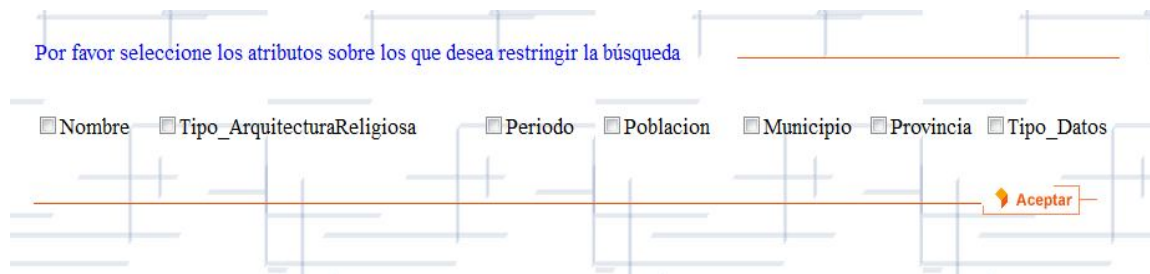 Por favor seleccione los atributos sobre los que desea restringir la búsqueda
Nombre Tipo_ArquitecturaReligiosa Periodo Poblacion Municipio Provincia Tipo_Datos
Aceptar